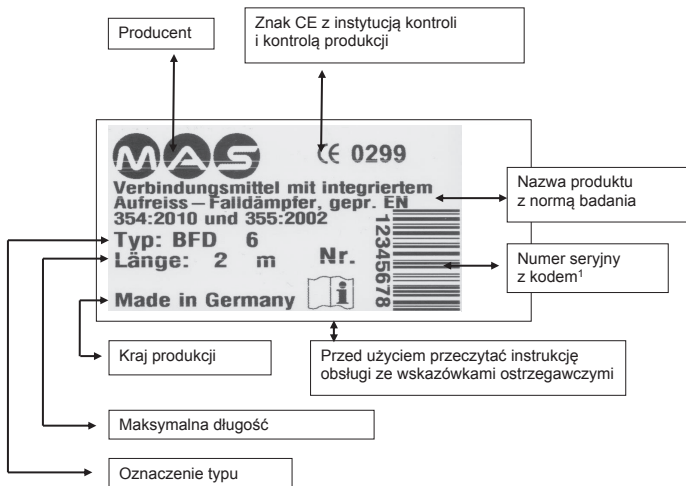 Producent
Znak CE z instytucją kontroli
i kontrolą produkcji
MAS
CE 0299
Verbindungsmittel mit integriertem
Aufreiss – Falldämpfer, gepr. EN
354:2010 und 355:2002
Typ: BFD 6
Länge: 2 m
Nr.
12345678
Made in Germany
i
Nazwa produktu
z normą badania
Numer seryjny
z kodem¹
Kraj produkcji
Przed użyciem przeczytać instrukcję
obsługi ze wskazówkami ostrzegawczymi
Maksymalna długość
Oznaczenie typu